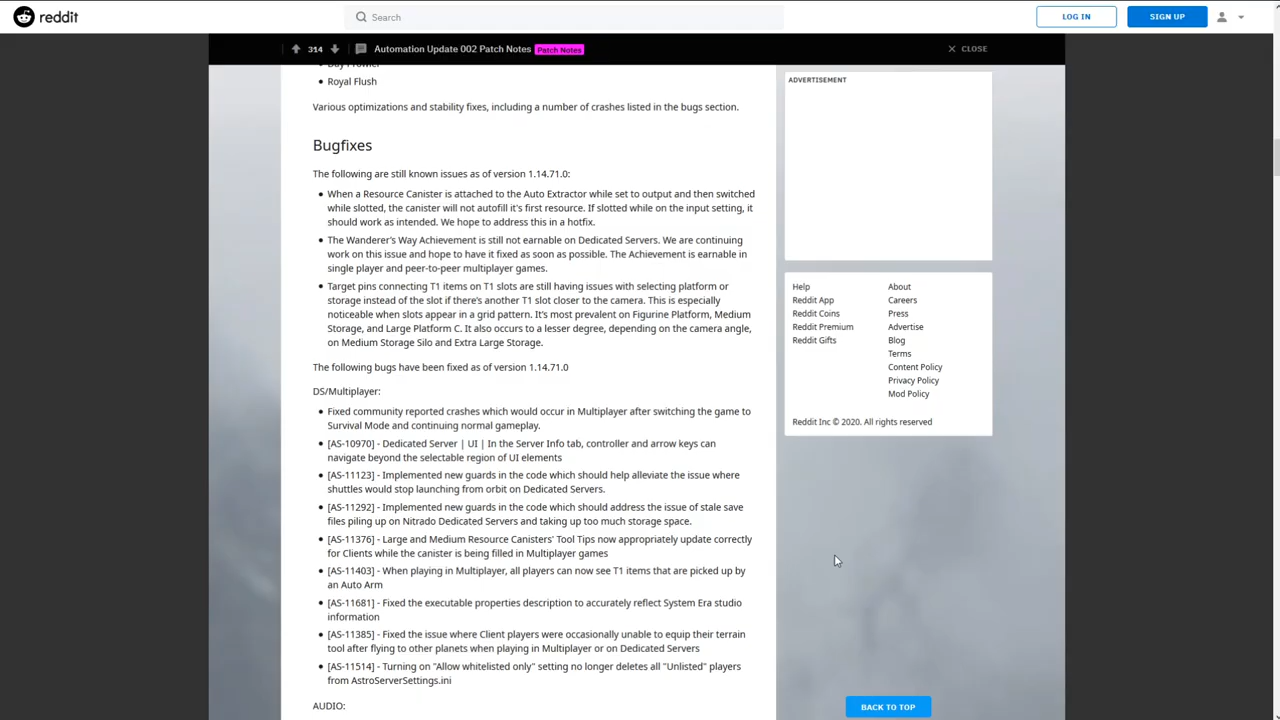 reddit
Search
LOG IN
SIGN UP
314
Automation Update 002 Patch Notes
Patch Notes
CLOSE
• Royal Flush
Various optimizations and stability fixes, including a number of crashes listed in the bugs section.
Bugfixes
The following are still known issues as of version 1.14.71.0:
• When a Resource Canister is attached to the Auto Extractor while set to output and then switched
while slotted, the canister will not autofill it's first resource. If slotted while on the input setting, it
should work as intended. We hope to address this in a hotfix.
• The Wanderer's Way Achievement is still not earnable on Dedicated Servers. We are continuing
work on this issue and hope to have it fixed as soon as possible. The Achievement is earnable in
single player and peer-to-peer multiplayer games.
• Target pins connecting T1 items on T1 slots are still having issues with selecting platform or
storage instead of the slot if there's another T1 slot closer to the camera. This is especially
noticeable when slots appear in a grid pattern. It's most prevalent on Figurine Platform, Medium
Storage, and Large Platform C. It also occurs to a lesser degree, depending on the camera angle,
on Medium Storage Silo and Extra Large Storage.
The following bugs have been fixed as of version 1.14.71.0
DS/Multiplayer:
• Fixed community reported crashes which would occur in Multiplayer after switching the game to
Survival Mode and continuing normal gameplay.
• [AS-10970] - Dedicated Server | UI | In the Server Info tab, controller and arrow keys can
navigate beyond the selectable region of UI elements
• [AS-11123] - Implemented new guards in the code which should help alleviate the issue where
shuttles would stop launching from orbit on Dedicated Servers.
• [AS-11292] - Implemented new guards in the code which should address the issue of stale save
files piling up on Nitrado Dedicated Servers and taking up too much storage space.
• [AS-11376] - Large and Medium Resource Canisters' Tool Tips now appropriately update correctly
for Clients while the canister is being filled in Multiplayer games
• [AS-11403] - When playing in Multiplayer, all players can now see T1 items that are picked up by
an Auto Arm
• [AS-11681] - Fixed the executable properties description to accurately reflect System Era studio
information
• [AS-11385] - Fixed the issue where Client players were occasionally unable to equip their terrain
tool after flying to other planets when playing in Multiplayer or on Dedicated Servers
• [AS-11514] - Turning on "Allow whitelisted only" setting no longer deletes all "Unlisted" players
from AstroServerSettings.ini
AUDIO:
ADVERTISEMENT
Help
Reddit App
Reddit Coins
Reddit Premium
Reddit Gifts
About
Careers
Press
Advertise
Blog
Terms
Content Policy
Privacy Policy
Mod Policy
Reddit Inc © 2020. All rights reserved
BACK TO TOP